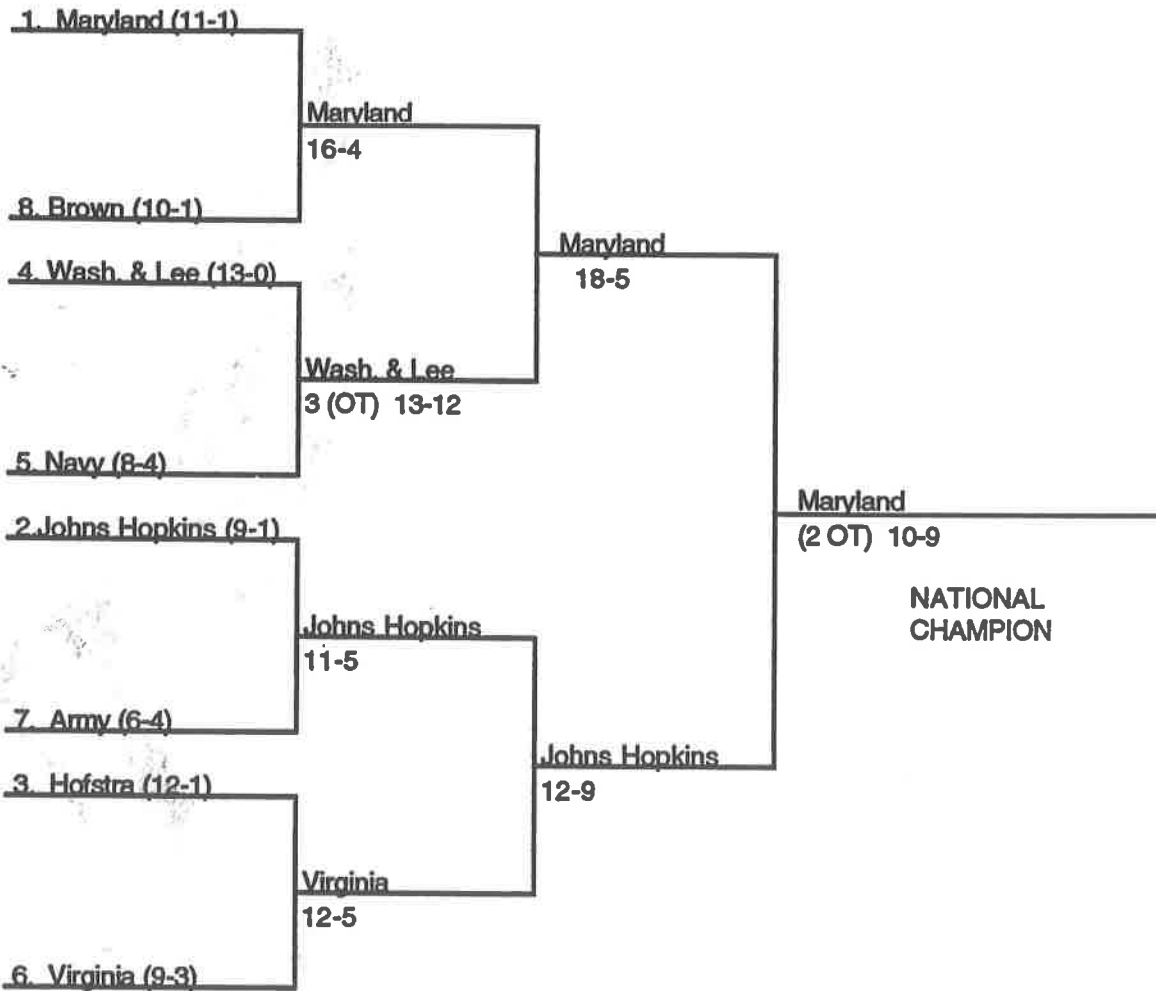 1. Maryland (11-1)
Maryland
16-4
8. Brown (10-1)
Maryland
18-5
4. Wash. & Lee (13-0)
Wash. & Lee
3 (OT) 13-12
5. Navy (8-4)
Maryland
(2 OT) 10-9
NATIONAL
CHAMPION
2.Johns Hopkins (9-1)
Johns Hopkins
11-5
7. Army (6-4)
Johns Hopkins
12-9
3. Hofstra (12-1)
Virginia
12-5
6. Virginia (9-3)